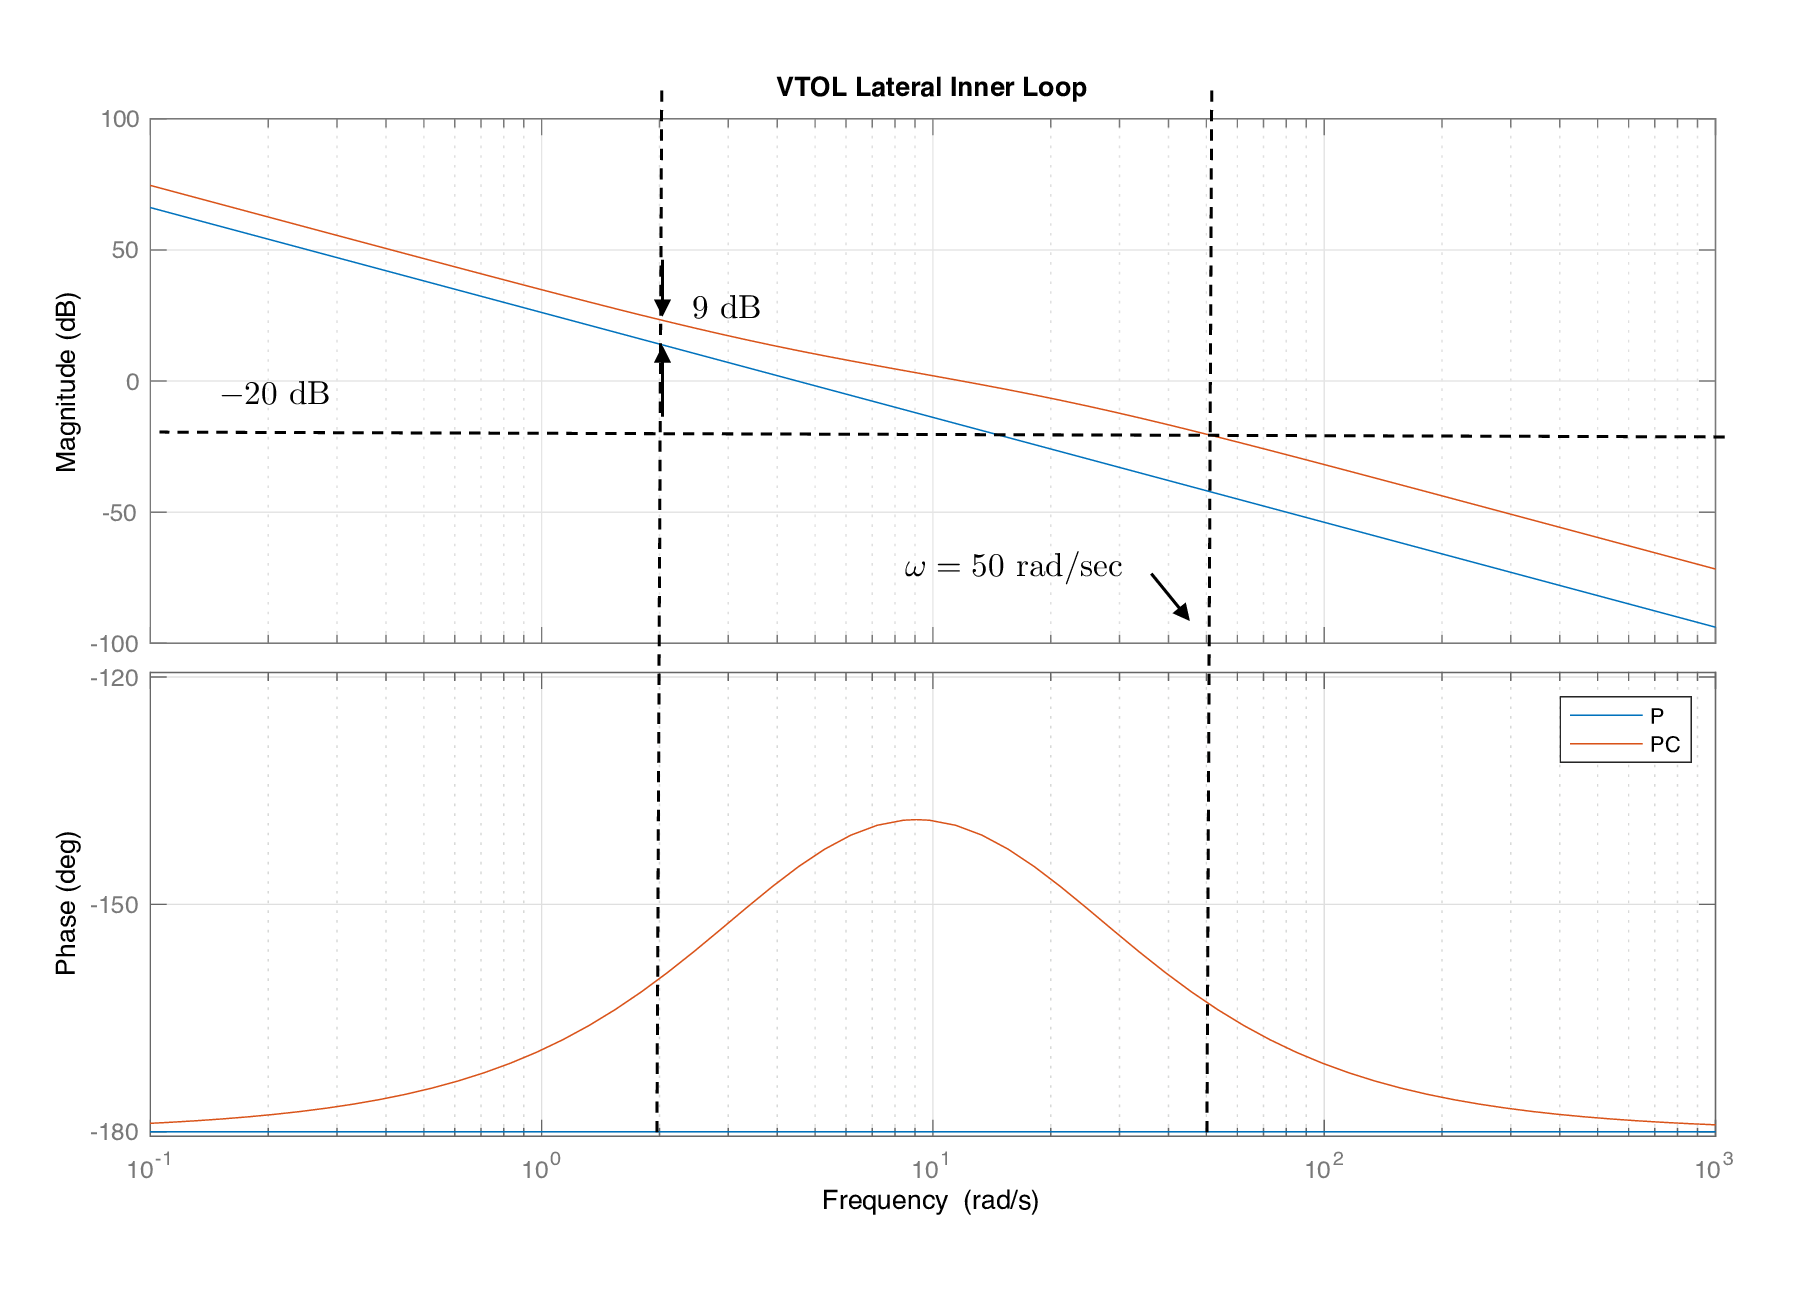 VTOL Lateral Inner Loop
100
50
0
-50
-100
Magnitude (dB)
9 dB
−20 dB
ω = 50 rad/sec
-120
-150
-180
Phase (deg)
P
PC
10^-1
10^0
10^1
10^2
10^3
Frequency (rad/s)